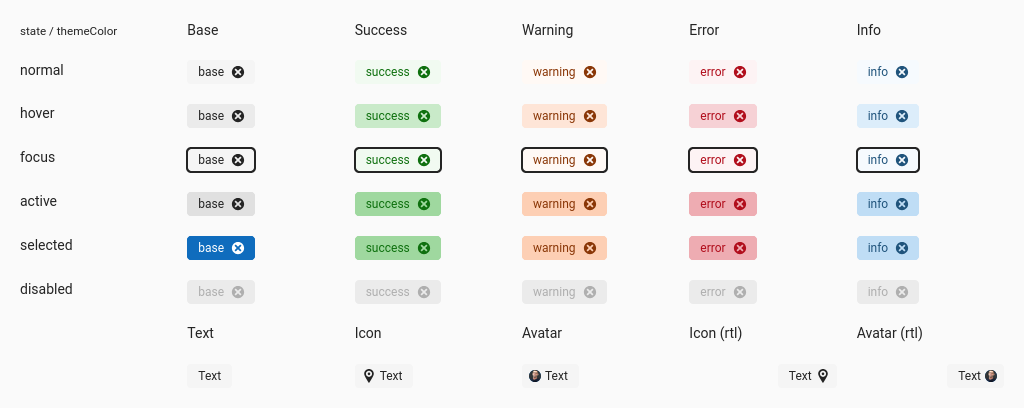 state / themeColor Base Success Warning Error Info
normal base success warning error info
hover base success warning error info
focus base success warning error info
active base success warning error info
selected base success warning error info
disabled base success warning error info
Text Icon Avatar Icon (rtl) Avatar (rtl)
Text Text Text Text Text